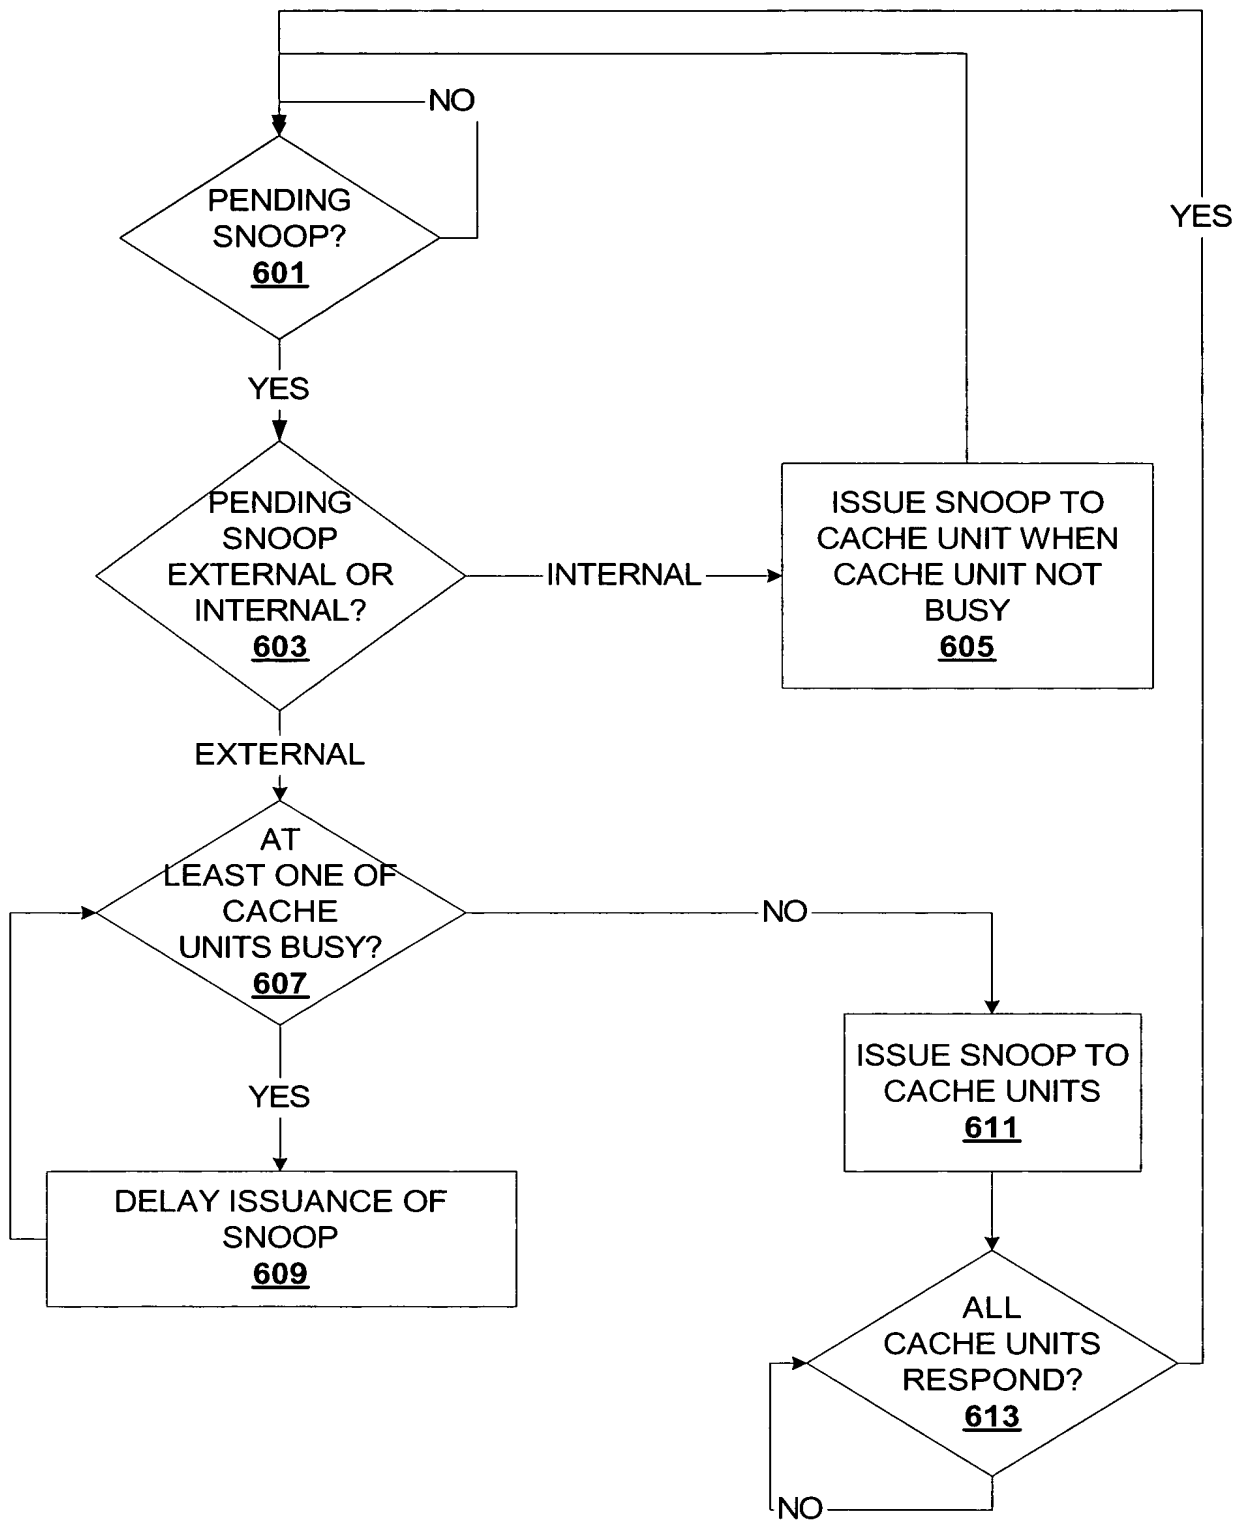 NO
PENDING
SNOOP?
601
YES
YES
PENDING
SNOOP
EXTERNAL OR
INTERNAL?
603
INTERNAL
ISSUE SNOOP TO
CACHE UNIT WHEN
CACHE UNIT NOT
BUSY
605
EXTERNAL
AT
LEAST ONE OF
CACHE
UNITS BUSY?
607
NO
YES
ISSUE SNOOP TO
CACHE UNITS
611
DELAY ISSUANCE OF
SNOOP
609
ALL
CACHE UNITS
RESPOND?
613
NO